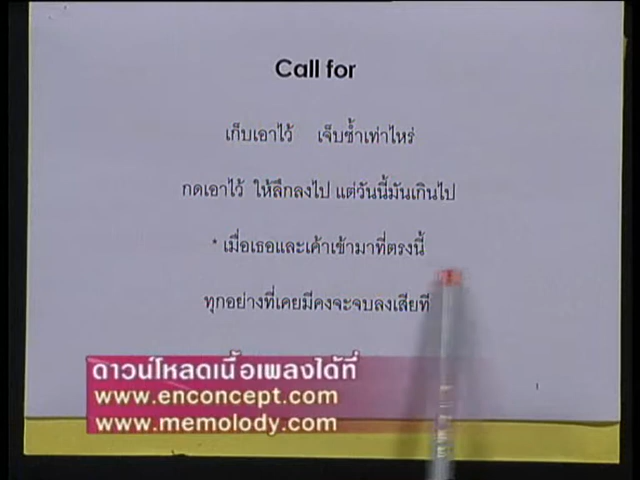 Call for
เก็บเอาไว้ เจ็บซ้ำเท่าไหร่
กดเอาไว้ ให้ลึกลงไป แต่วันนี้มันเกินไป
* เมื่อเธอและเค้าเข้ามาที่ตรงนี้
ทุกอย่างที่เคยมีคงจะจบลงเสียที
ดาวน์โหลดเนื้อเพลงได้ที่
www.enconcept.com
www.memolody.com